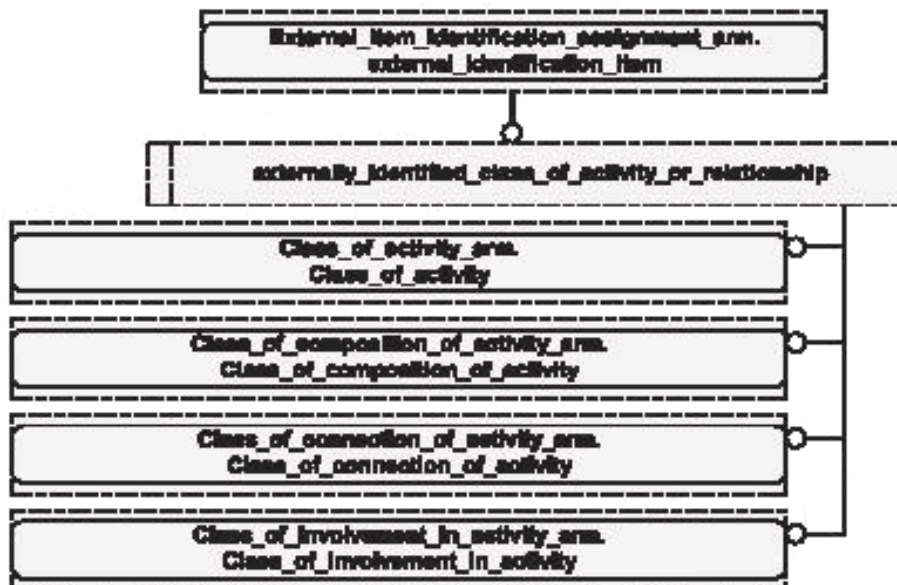 External_item_identification_assignment_arm.
external_identification_item
externally_identified_class_of_activity_or_relationship
Class_of_activity_arm.
Class_of_activity
Class_of_composition_of_activity_arm.
Class_of_composition_of_activity
Class_of_connection_of_activity_arm.
Class_of_connection_of_activity
Class_of_involvement_in_activity_arm.
Class_of_involvement_in_activity